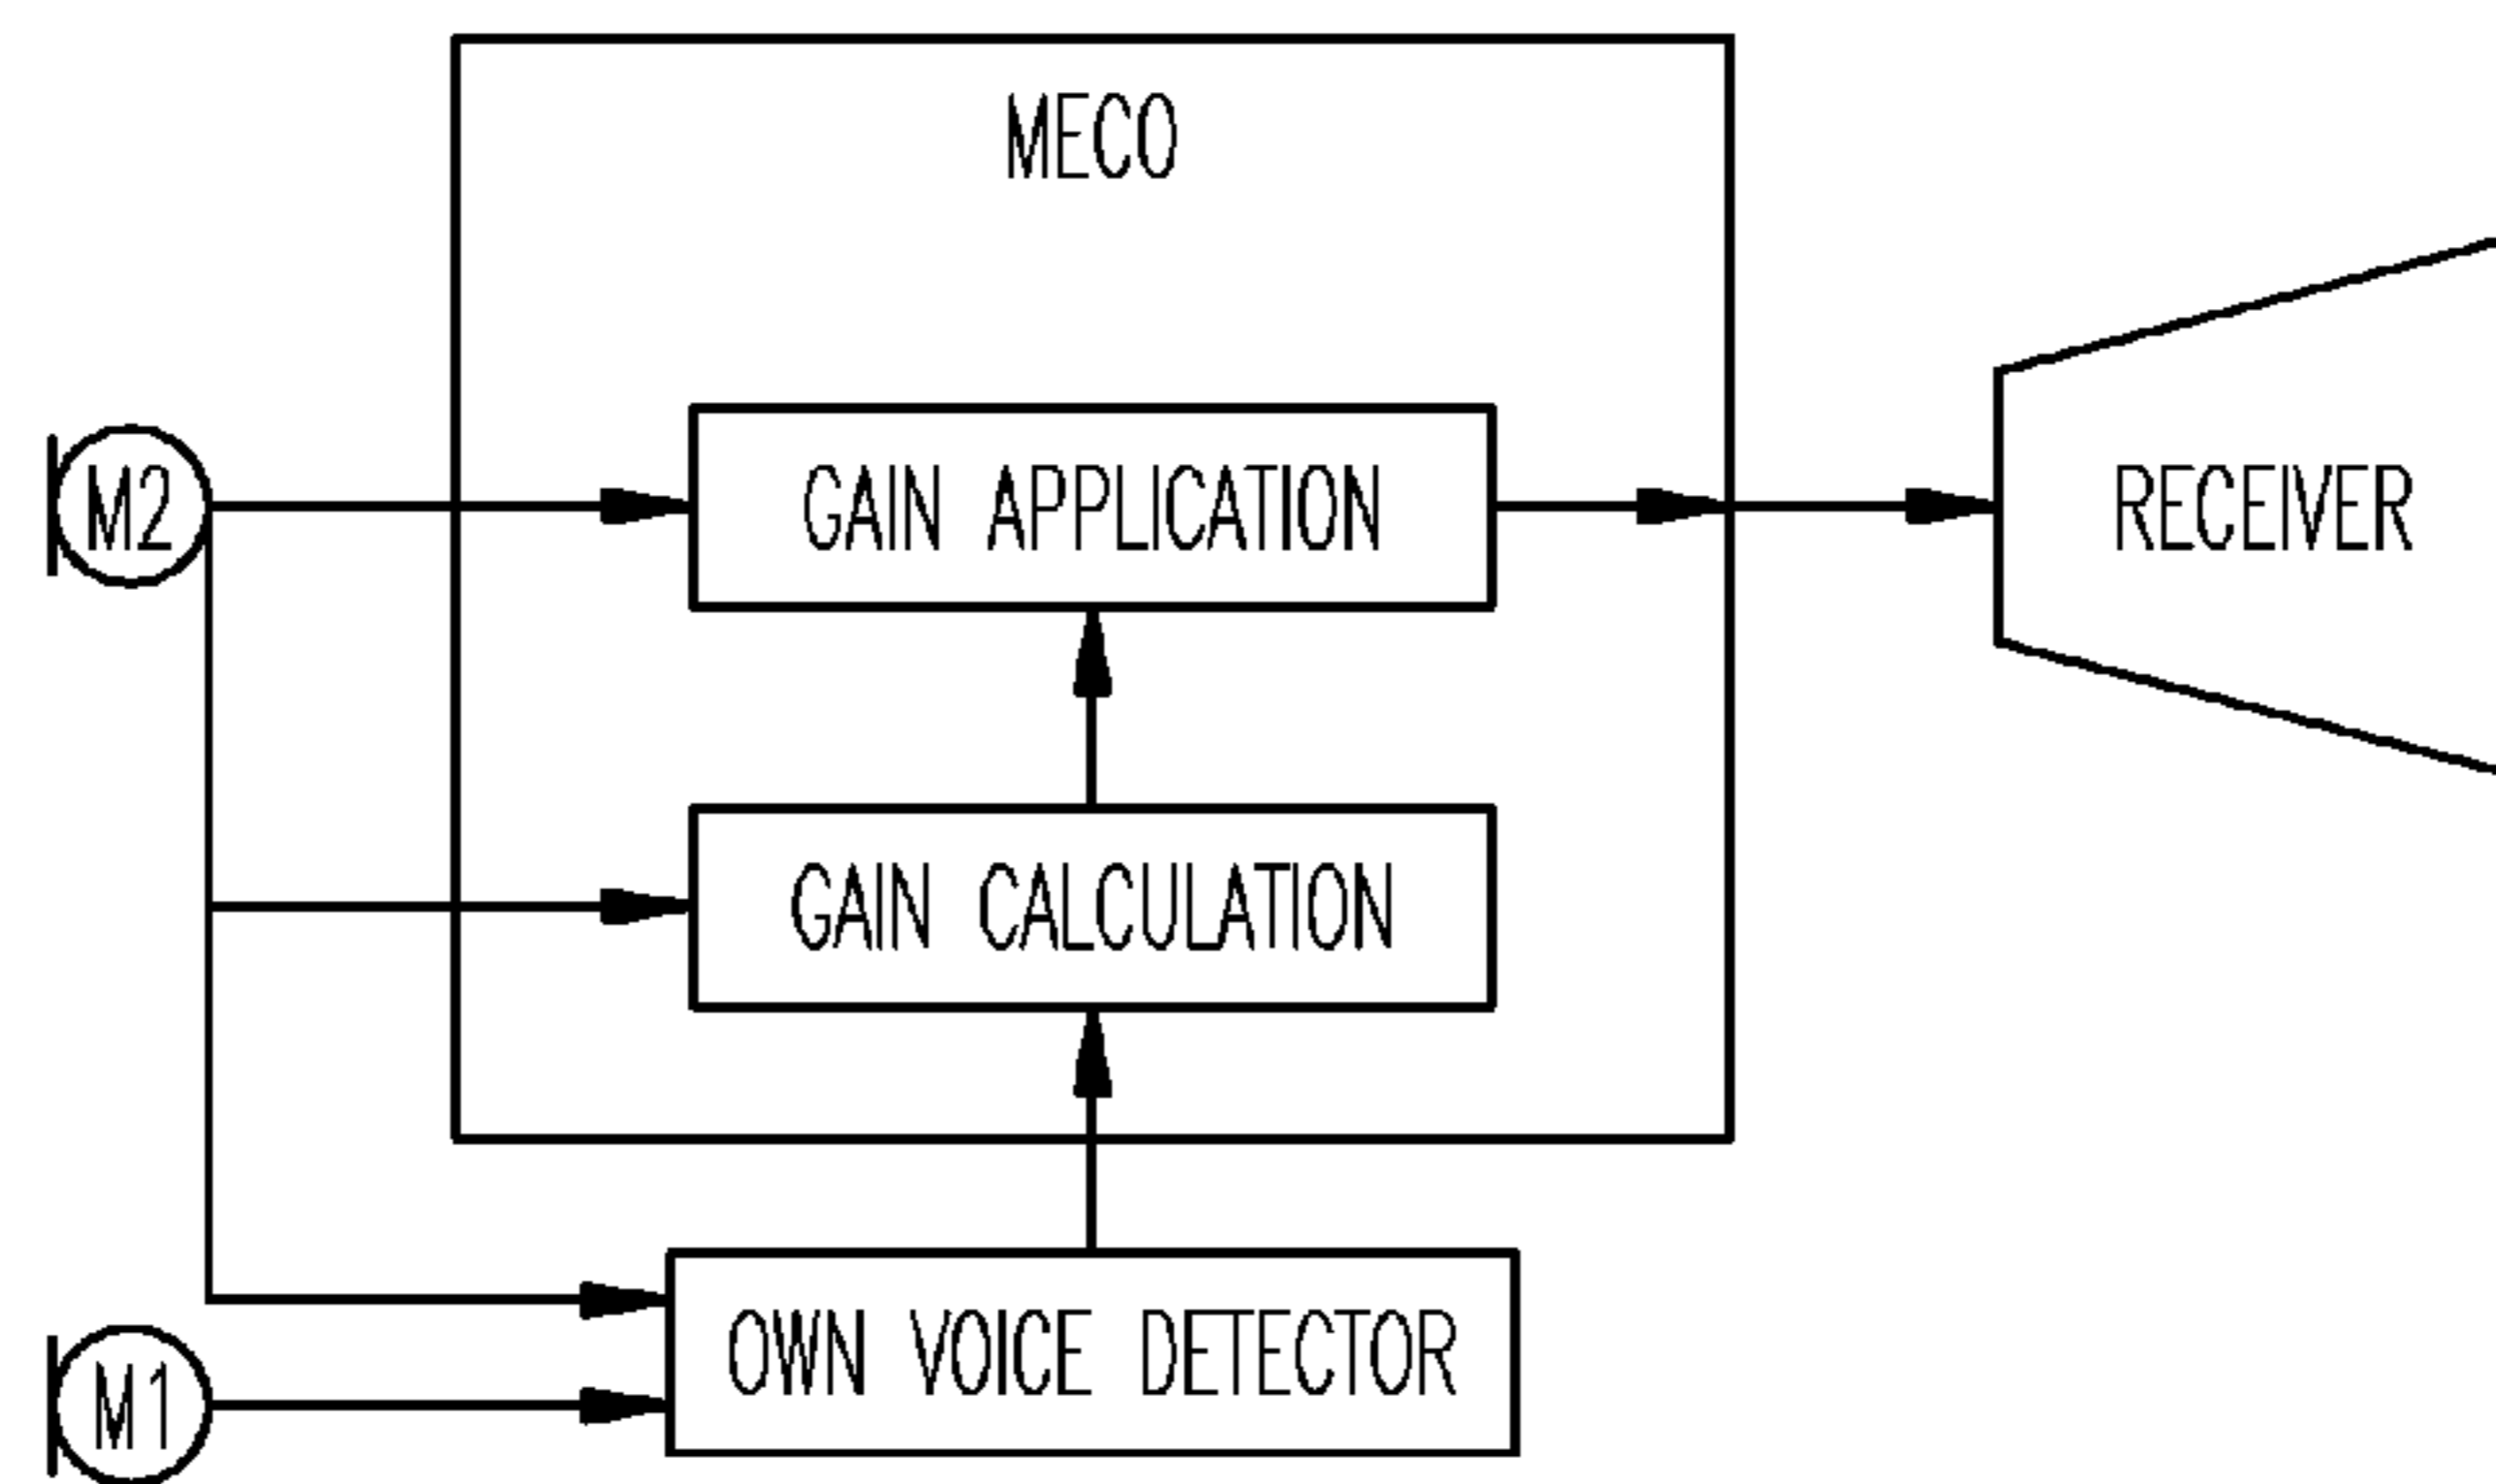 MECO
M2
GAIN APPLICATION
RECEIVER
GAIN CALCULATION
OWN VOICE DETECTOR
M1